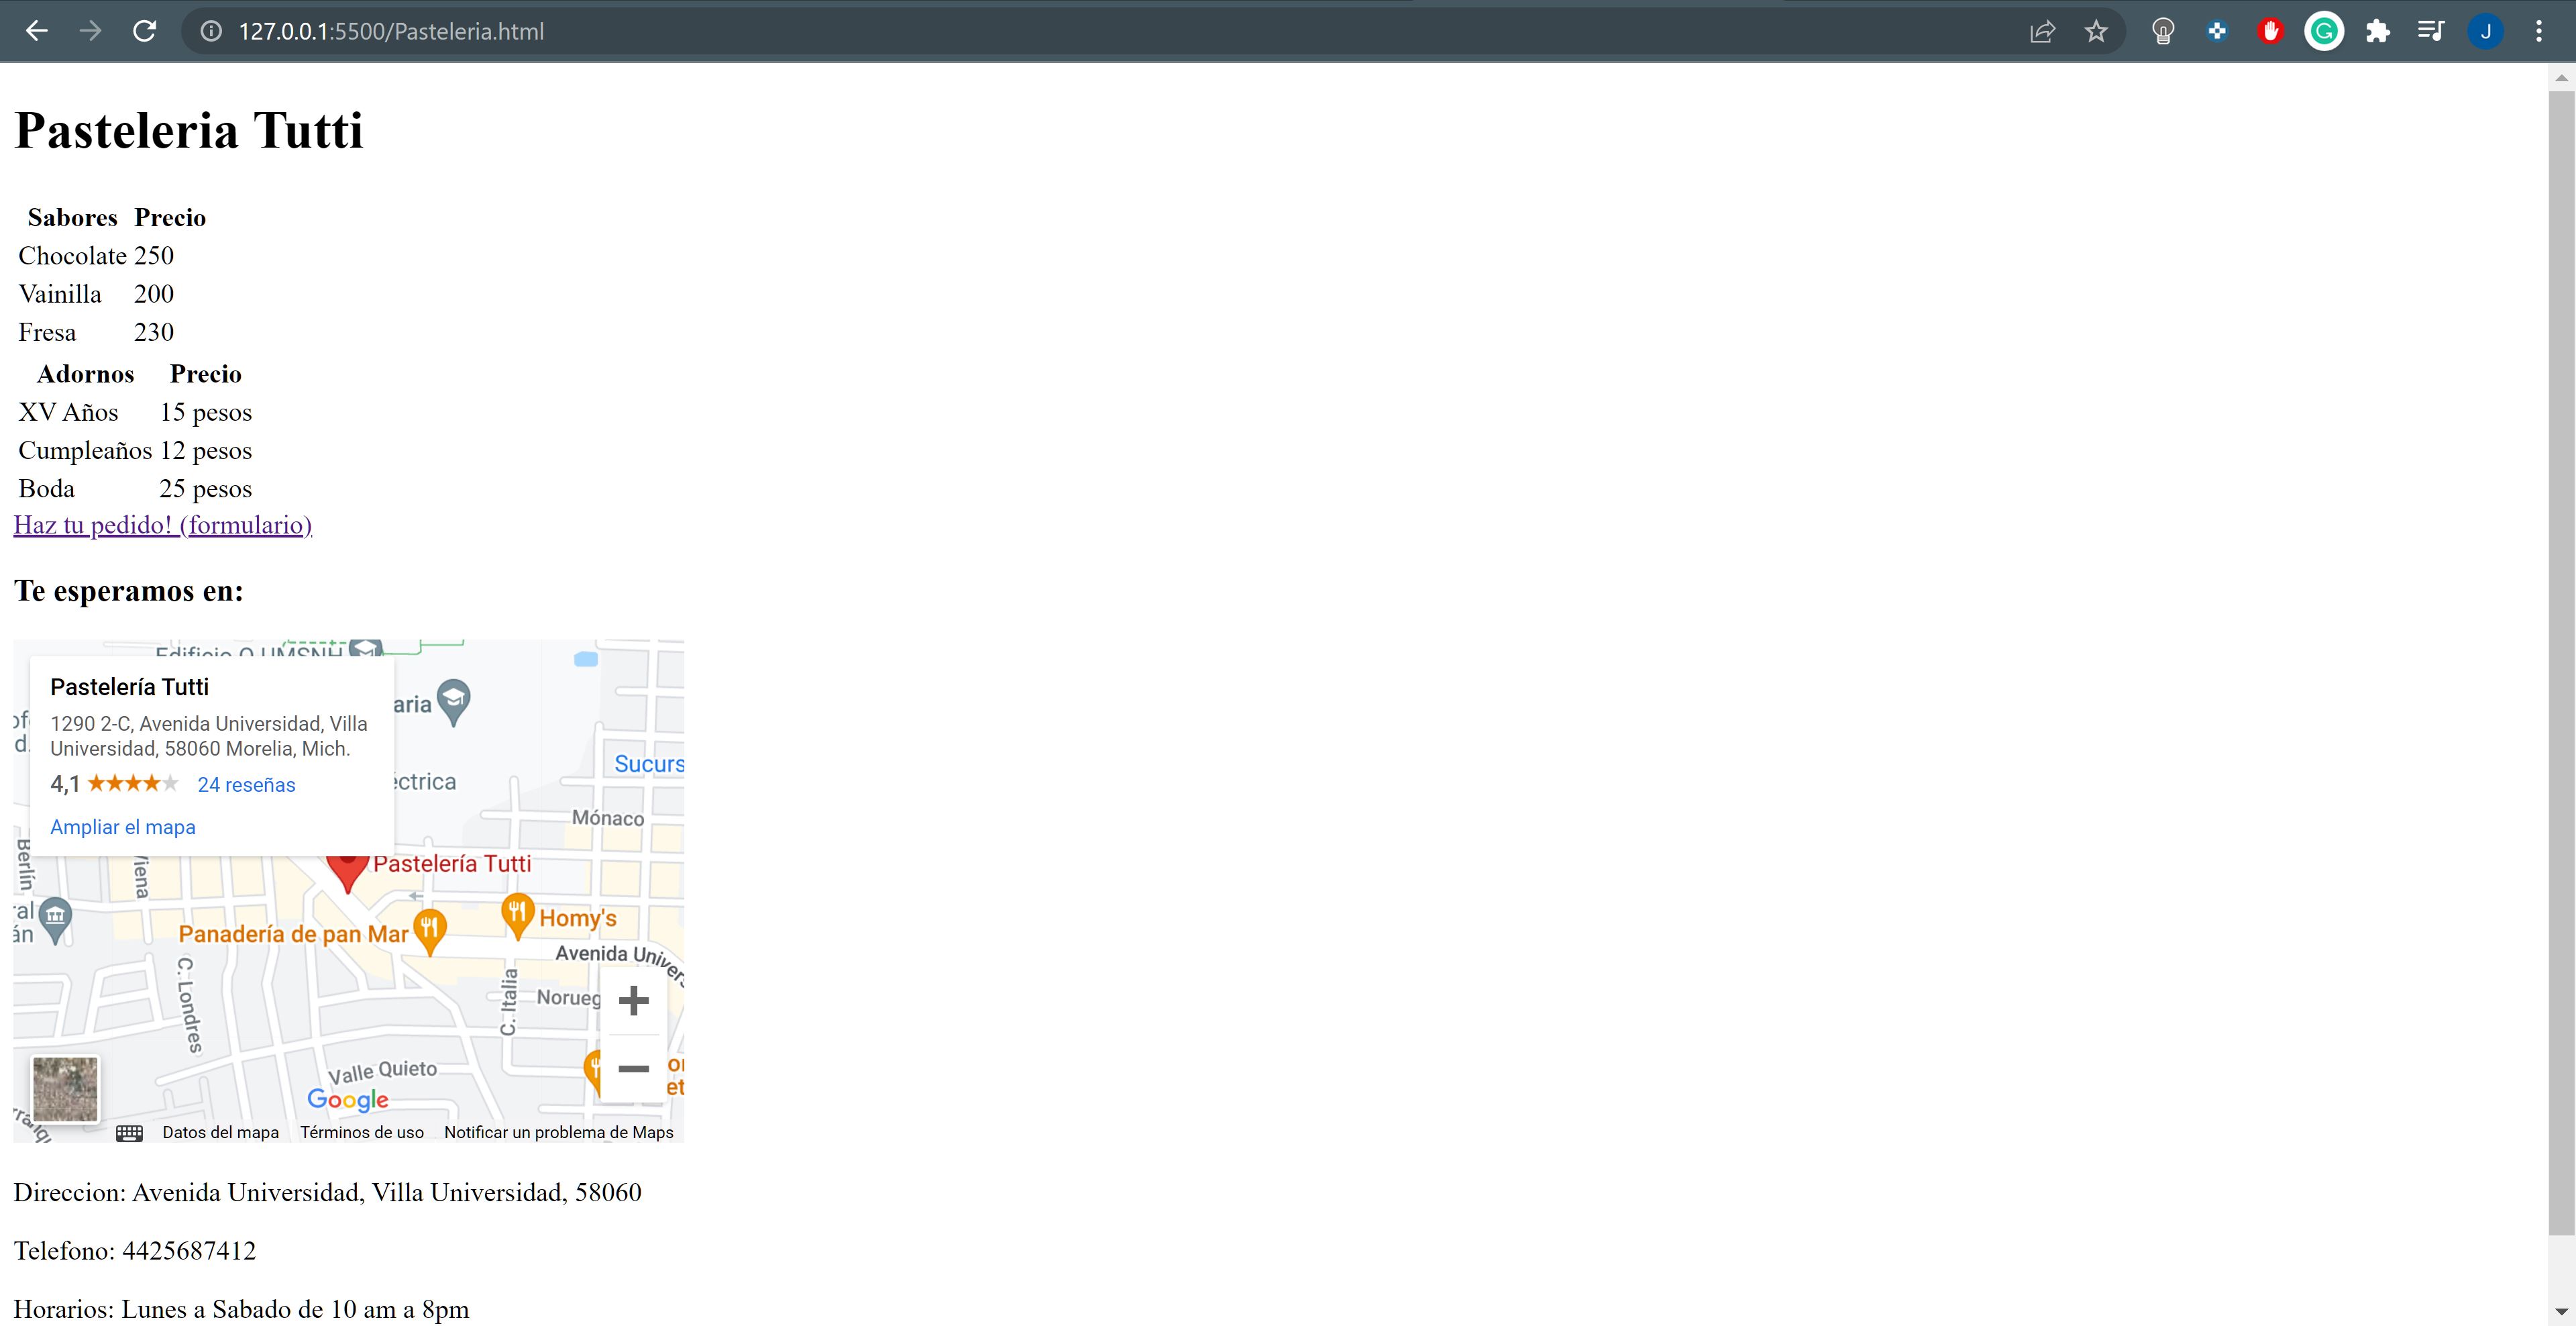 127.0.0.1:5500/Pasteleria.html
J
Pasteleria Tutti
Sabores Precio
Chocolate 250
Vainilla 200
Fresa 230
Adornos Precio
XV Años 15 pesos
Cumpleaños 12 pesos
Boda 25 pesos
Haz tu pedido! (formulario)
Te esperamos en:
Edificio Q UMSNH
Pastelería Tutti
1290 2-C, Avenida Universidad, Villa
Universidad, 58060 Morelia, Mich.
4,1 24 reseñas
Ampliar el mapa
aria
éctrica
Sucurs
Mónaco
Berlín
Viena
Pastelería Tutti
al
án
Homy's
Panadería de pan Mar
Avenida Univers
C. Londres
C. Italia
Norueg
+
−
Valle Quieto
Google
Datos del mapa Términos de uso Notificar un problema de Maps
Direccion: Avenida Universidad, Villa Universidad, 58060
Telefono: 4425687412
Horarios: Lunes a Sabado de 10 am a 8pm